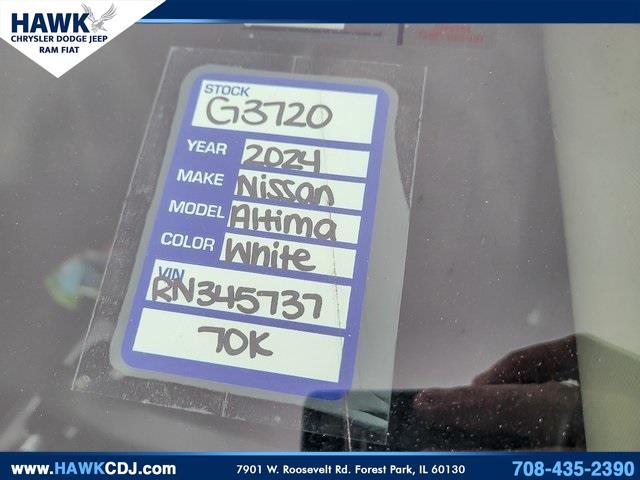 HAWK
CHRYSLER DODGE JEEP
RAM FIAT
STOCK
G3720
YEAR 2024
MAKE Nissan
MODEL Altima
COLOR White
VIN
RN345737
70K
www.HAWKCDJ.com
7901 W. Roosevelt Rd. Forest Park, IL 60130
708-435-2390